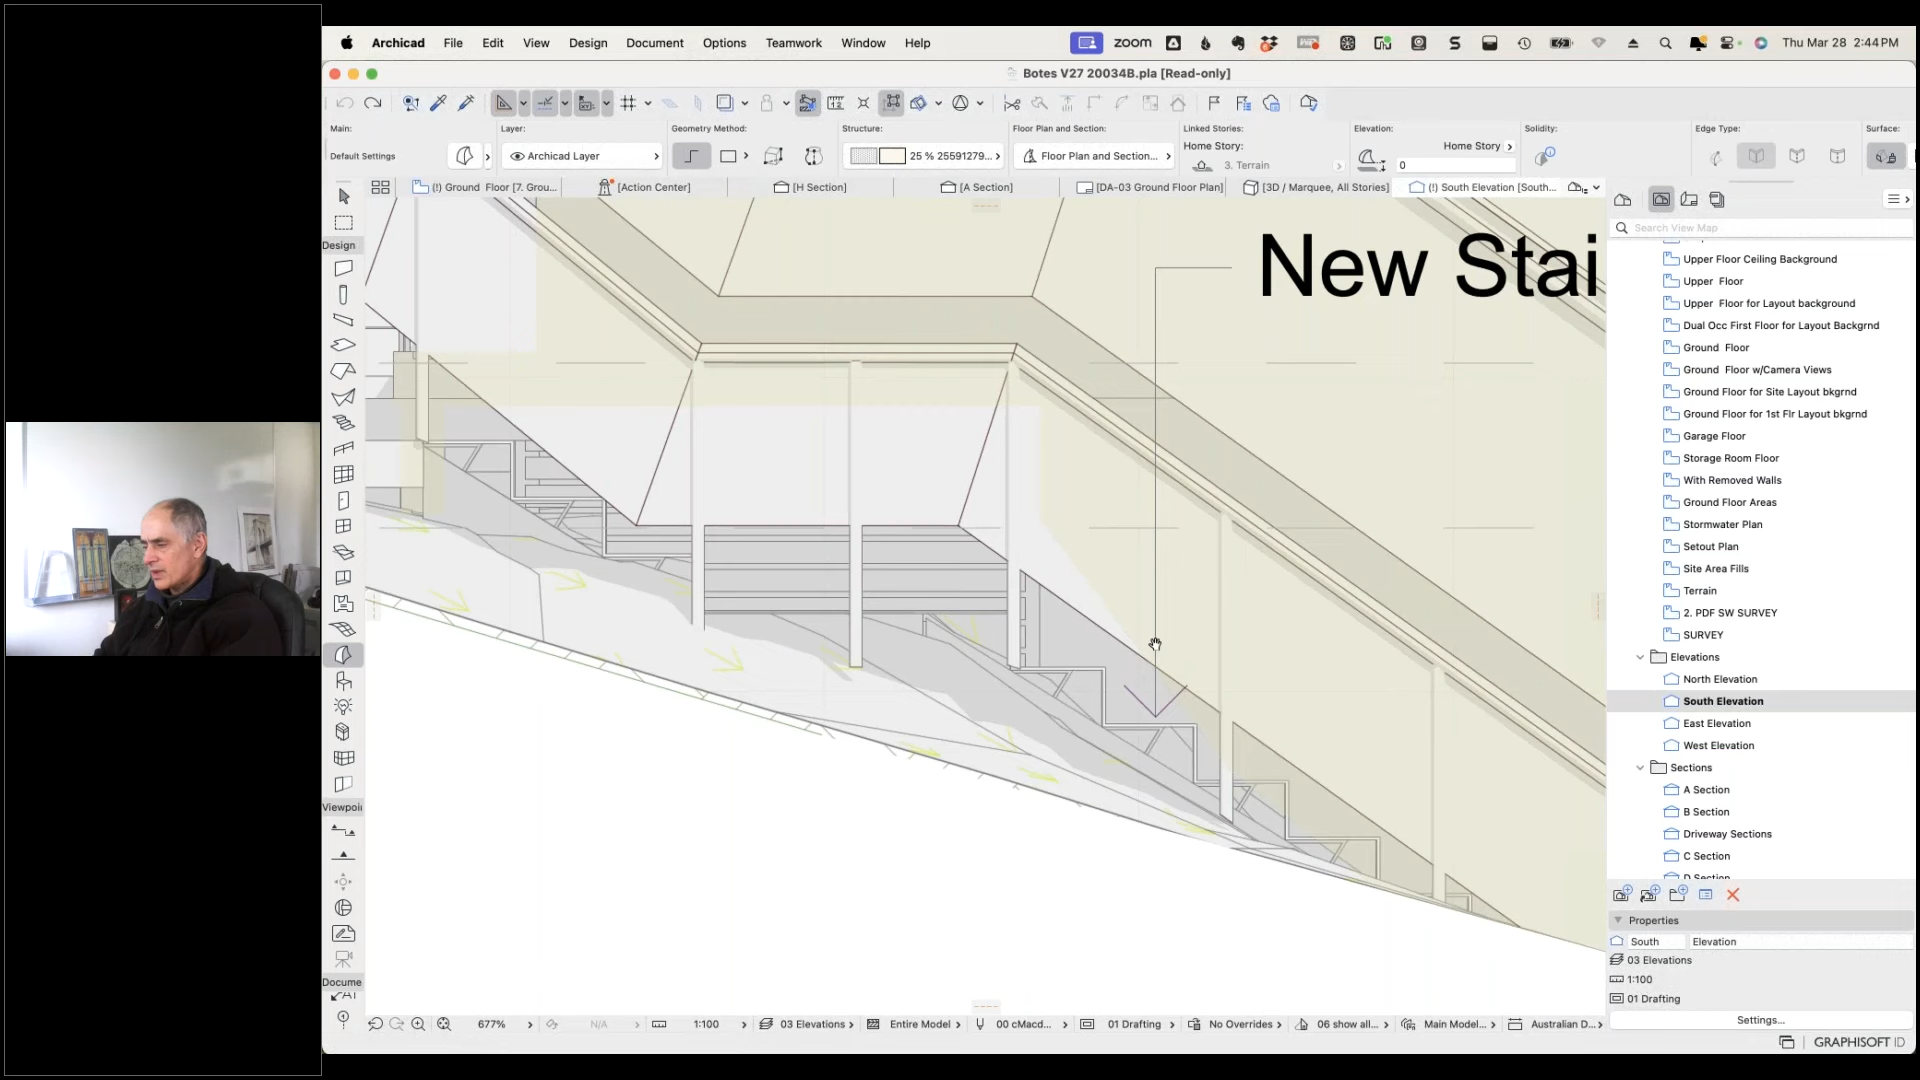 Archicad File Edit View Design Document Options Teamwork Window Help
zoom
Thu Mar 28 2:44 PM
Botes V27 20034B.pla [Read-only]
Main:
Default Settings
Layer:
Archicad Layer
Geometry Method:
Structure:
25 % 25591279...
Floor Plan and Section:
Floor Plan and Section...
Linked Stories:
Home Story:
3. Terrain
Elevation:
Home Story
0
Solidity:
Edge Type:
Surface:
(!) Ground Floor [7. Grou...
[Action Center]
[H Section]
[A Section]
[DA-03 Ground Floor Plan]
[3D / Marquee, All Stories]
(!) South Elevation [South...
Design
Viewpoi
Docume
New Stai
Search View Map
Upper Floor Ceiling Background
Upper Floor
Upper Floor for Layout background
Dual Occ First Floor for Layout Backgrnd
Ground Floor
Ground Floor w/Camera Views
Ground Floor for Site Layout bkgrnd
Ground Floor for 1st Flr Layout bkgrnd
Garage Floor
Storage Room Floor
With Removed Walls
Ground Floor Areas
Stormwater Plan
Setout Plan
Site Area Fills
Terrain
2. PDF SW SURVEY
SURVEY
Elevations
North Elevation
South Elevation
East Elevation
West Elevation
Sections
A Section
B Section
Driveway Sections
C Section
D Section
Properties
South Elevation
03 Elevations
1:100
01 Drafting
Settings...
677% N/A 1:100 03 Elevations Entire Model 00 cMacd... 01 Drafting No Overrides 06 show all... Main Model... Australian D...
GRAPHISOFT ID